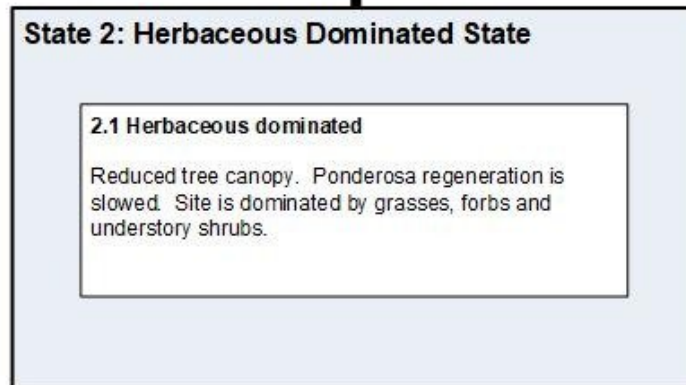 State 2: Herbaceous Dominated State
2.1 Herbaceous dominated
Reduced tree canopy.  Ponderosa regeneration is
slowed.  Site is dominated by grasses, forbs and
understory shrubs.